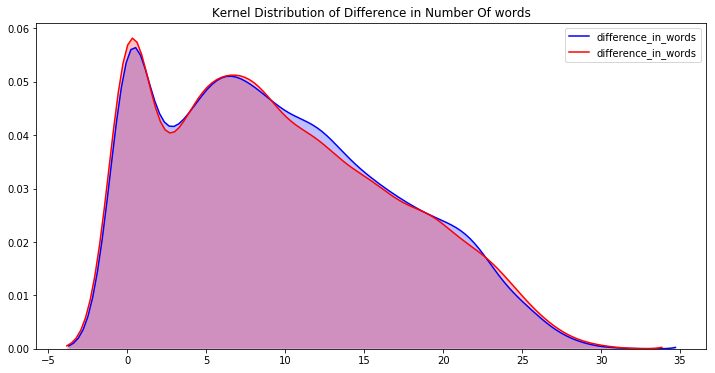 Kernel Distribution of Difference in Number Of words
difference_in_words
difference_in_words
0.06
0.05
0.04
0.03
0.02
0.01
0.00
−5 0 5 10 15 20 25 30 35